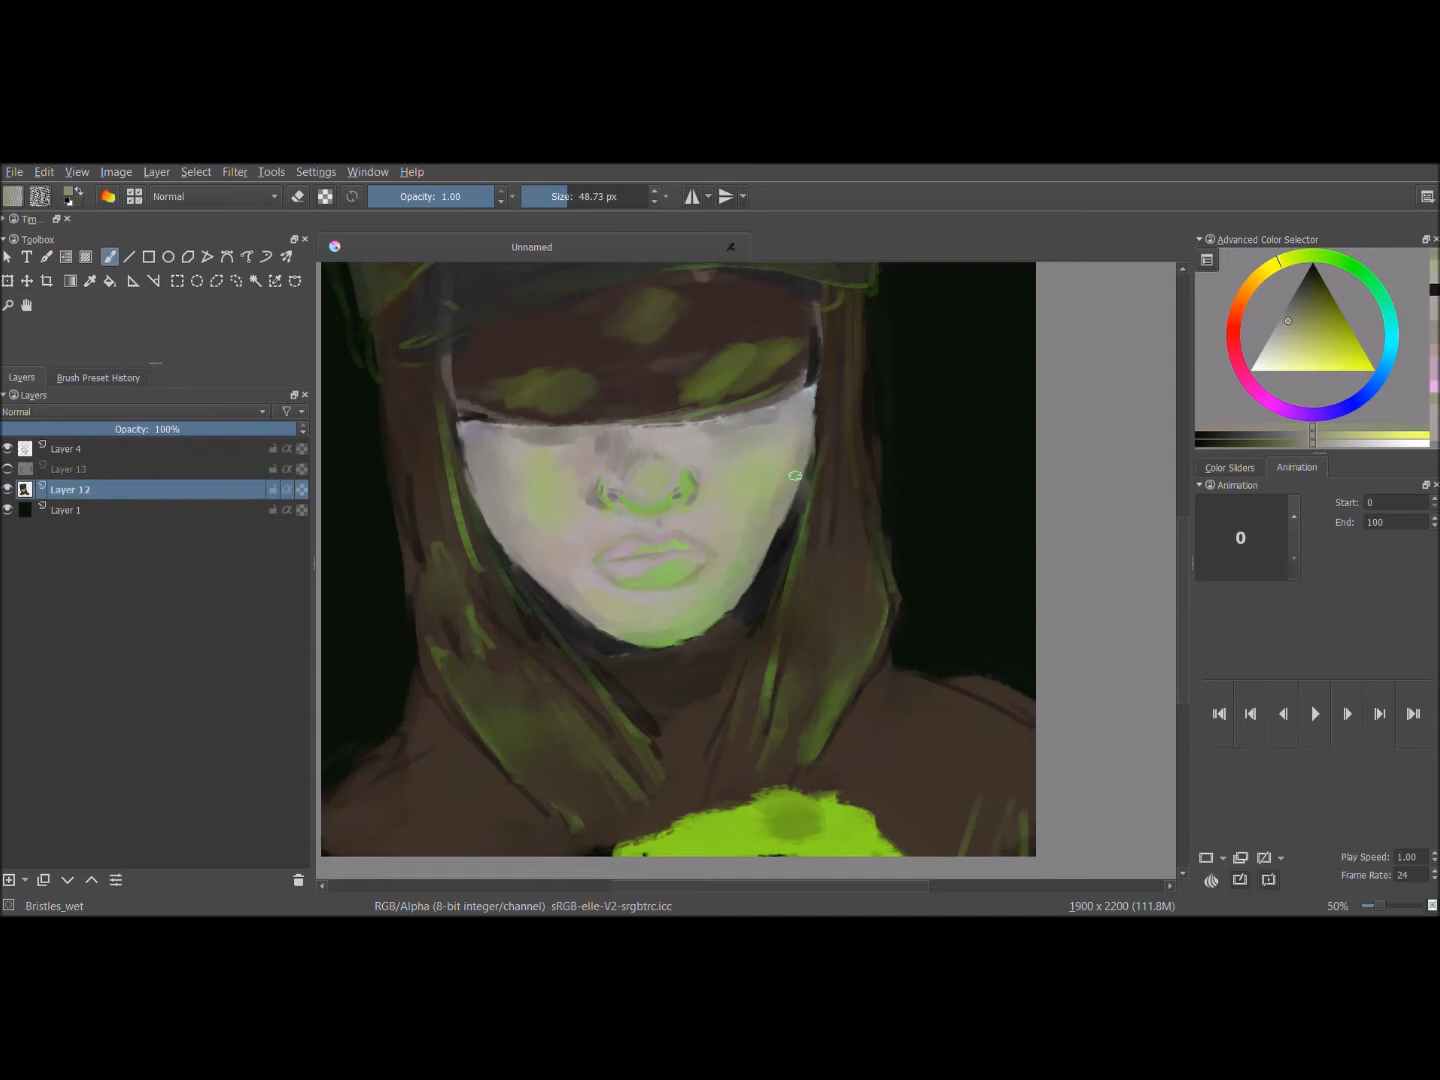 File Edit View Image Layer Select Filter Tools Settings Window Help
Normal Opacity: 1.00 Size: 48.73 px
Tim...
Toolbox
Unnamed
Advanced Color Selector
Layers Brush Preset History
Layers
Normal
Opacity: 100%
Layer 4
Layer 13
Layer 12
Layer 1
Color Sliders Animation
Animation
Start: 0
End: 100
0
Play Speed: 1.00
Frame Rate: 24
Bristles_wet RGB/Alpha (8-bit integer/channel) sRGB-elle-V2-srgbtrc.icc 1900 x 2200 (111.8M) 50%